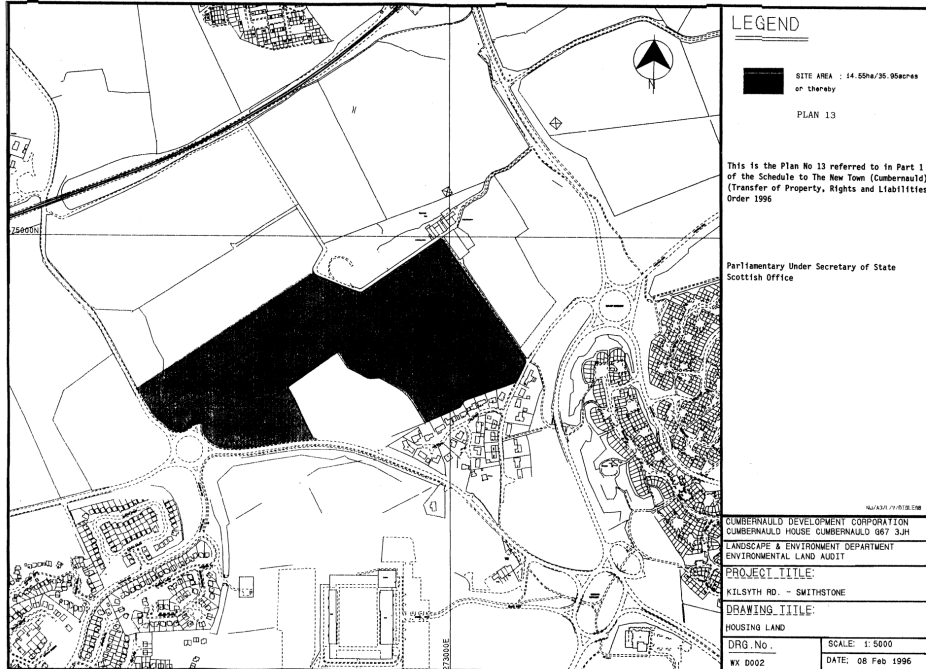 LEGEND
SITE AREA : 14.55ha/35.95acres
or thereby
PLAN 13
This is the Plan No 13 referred to in Part 1
of the Schedule to The New Town (Cumbernauld)
(Transfer of Property, Rights and Liabilities
Order 1996
Parliamentary Under Secretary of State
Scottish Office
N
75000N
273000E
CUMBERNAULD DEVELOPMENT CORPORATION
CUMBERNAULD HOUSE CUMBERNAULD G67 3JH
LANDSCAPE & ENVIRONMENT DEPARTMENT
ENVIRONMENTAL LAND AUDIT
PROJECT TITLE:
KILSYTH RD. - SMITHSTONE
DRAWING TITLE:
HOUSING LAND
DRG.No.
WX D002
SCALE: 1:5000
DATE: 08 Feb 1996